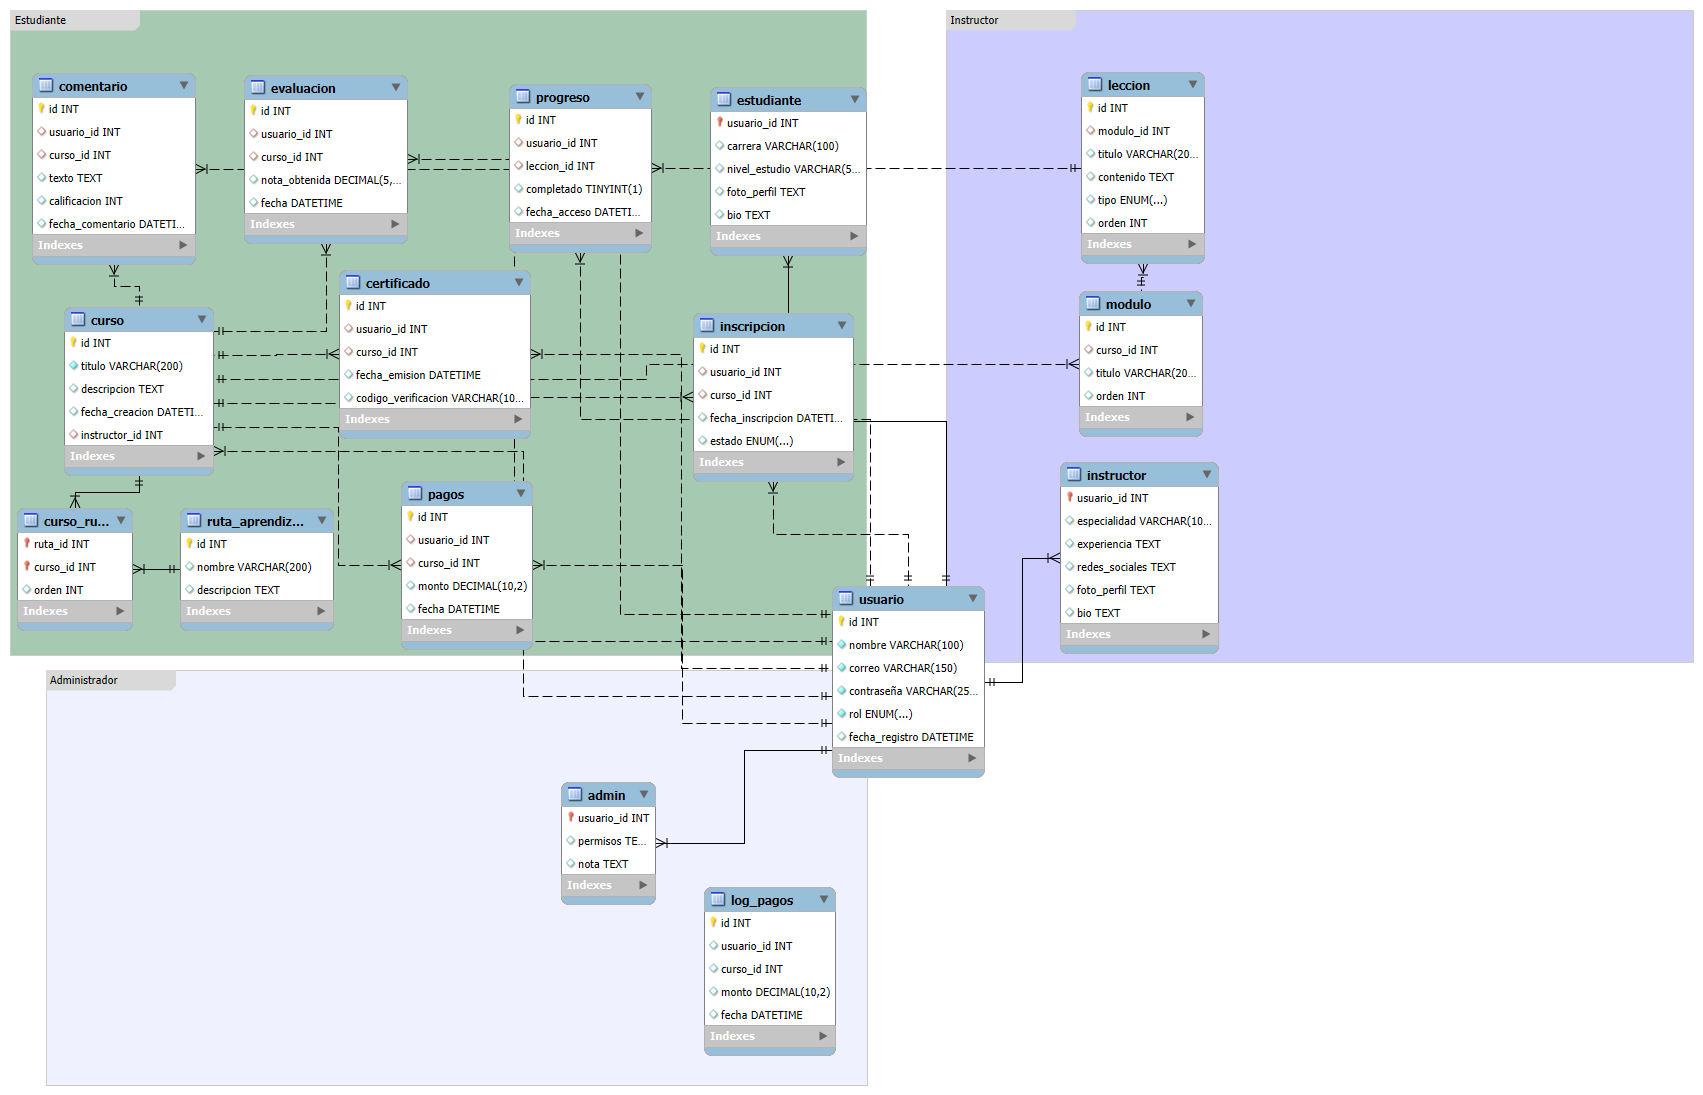 Estudiante
comentario
id INT
usuario_id INT
curso_id INT
texto TEXT
calificacion INT
fecha_comentario DATETI...
Indexes
evaluacion
id INT
usuario_id INT
curso_id INT
nota_obtenida DECIMAL(5,...
fecha DATETIME
Indexes
progreso
id INT
usuario_id INT
leccion_id INT
completado TINYINT(1)
fecha_acceso DATETI...
Indexes
estudiante
usuario_id INT
carrera VARCHAR(100)
nivel_estudio VARCHAR(5...
foto_perfil TEXT
bio TEXT
Indexes
curso
id INT
titulo VARCHAR(200)
descripcion TEXT
fecha_creacion DATETI...
instructor_id INT
Indexes
certificado
id INT
usuario_id INT
curso_id INT
fecha_emision DATETIME
codigo_verificacion VARCHAR(10...
Indexes
inscripcion
id INT
usuario_id INT
curso_id INT
fecha_inscripcion DATETI...
estado ENUM(...)
Indexes
curso_ru...
ruta_id INT
curso_id INT
orden INT
Indexes
ruta_aprendiz...
id INT
nombre VARCHAR(200)
descripcion TEXT
Indexes
pagos
id INT
usuario_id INT
curso_id INT
monto DECIMAL(10,2)
fecha DATETIME
Indexes
Instructor
leccion
id INT
modulo_id INT
titulo VARCHAR(20...
contenido TEXT
tipo ENUM(...)
orden INT
Indexes
modulo
id INT
curso_id INT
titulo VARCHAR(20...
orden INT
Indexes
instructor
usuario_id INT
especialidad VARCHAR(10...
experiencia TEXT
redes_sociales TEXT
foto_perfil TEXT
bio TEXT
Indexes
usuario
id INT
nombre VARCHAR(100)
correo VARCHAR(150)
contraseña VARCHAR(25...
rol ENUM(...)
fecha_registro DATETIME
Indexes
Administrador
admin
usuario_id INT
permisos TE...
nota TEXT
Indexes
log_pagos
id INT
usuario_id INT
curso_id INT
monto DECIMAL(10,2)
fecha DATETIME
Indexes